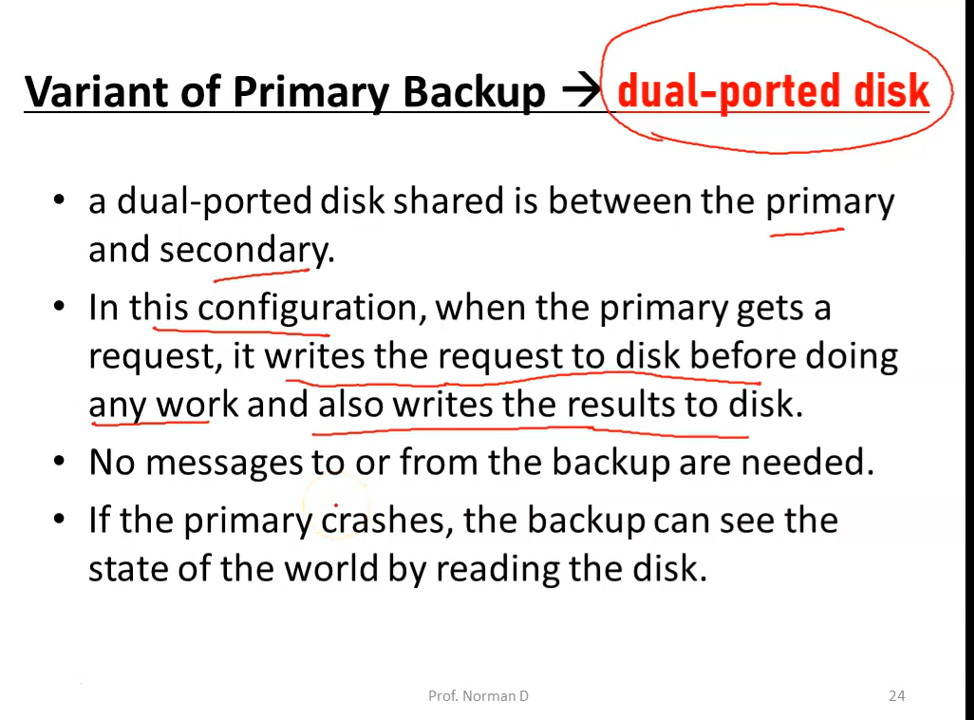 Variant of Primary Backup → dual-ported disk
• a dual-ported disk shared is between the primary
and secondary.
• In this configuration, when the primary gets a
request, it writes the request to disk before doing
any work and also writes the results to disk.
• No messages to or from the backup are needed.
• If the primary crashes, the backup can see the
state of the world by reading the disk.
Prof. Norman D
24